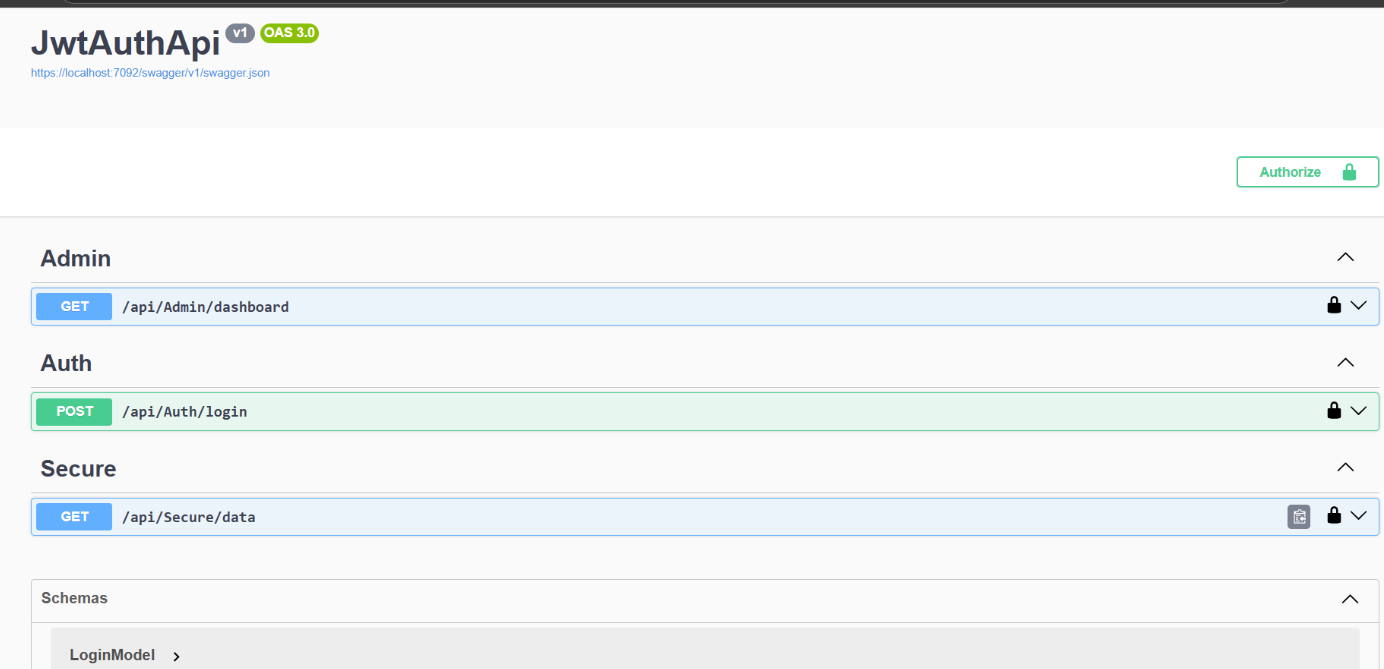 JwtAuthApi v1 OAS 3.0
https://localhost:7092/swagger/v1/swagger.json
Authorize
Admin
GET /api/Admin/dashboard
Auth
POST /api/Auth/login
Secure
GET /api/Secure/data
Schemas
LoginModel